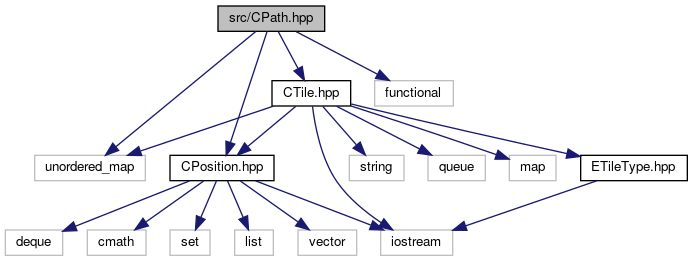 src/CPath.hpp
CTile.hpp
functional
unordered_map
CPosition.hpp
string
queue
map
ETileType.hpp
deque
cmath
set
list
vector
iostream